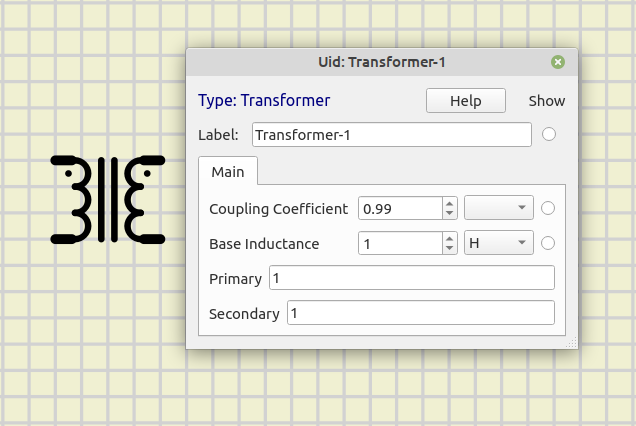 Uid: Transformer-1
Type: Transformer
Help
Show
Label: Transformer-1
Main
Coupling Coefficient 0.99
Base Inductance 1 H
Primary 1
Secondary 1